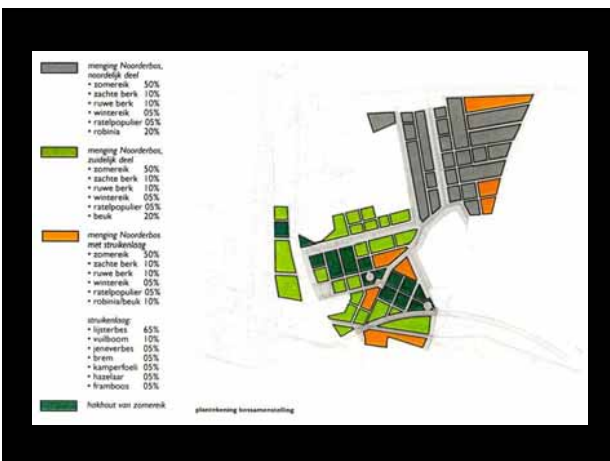 menging Noorderbos,
noordelijk deel
• zomereik 50%
• zachte berk 10%
• ruwe berk 10%
• wintereik 05%
• ratelpopulier 05%
• robinia 20%
menging Noorderbos,
zuidelijk deel
• zomereik 50%
• zachte berk 10%
• ruwe berk 10%
• wintereik 05%
• ratelpopulier 05%
• beuk 20%
menging Noorderbos
met struikenlaag
• zomereik 50%
• zachte berk 10%
• ruwe berk 10%
• wintereik 05%
• ratelpopulier 05%
• robinia/beuk 10%
struikenlaag:
• lijsterbes 65%
• vuilboom 10%
• jeneverbes 05%
• brem 05%
• kamperfoeli 05%
• hazelaar 05%
• framboos 05%
hakhout van zomereik
plantekening bossamenstelling